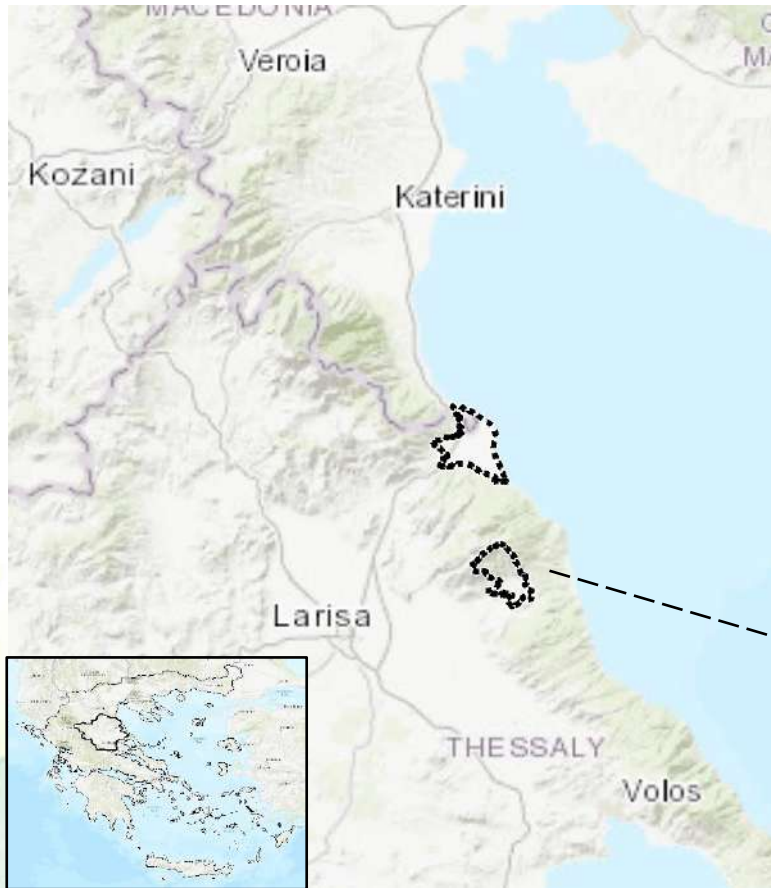 MACEDONIA
Veroia
Kozani
Katerini
Larisa
THESSALY
Volos